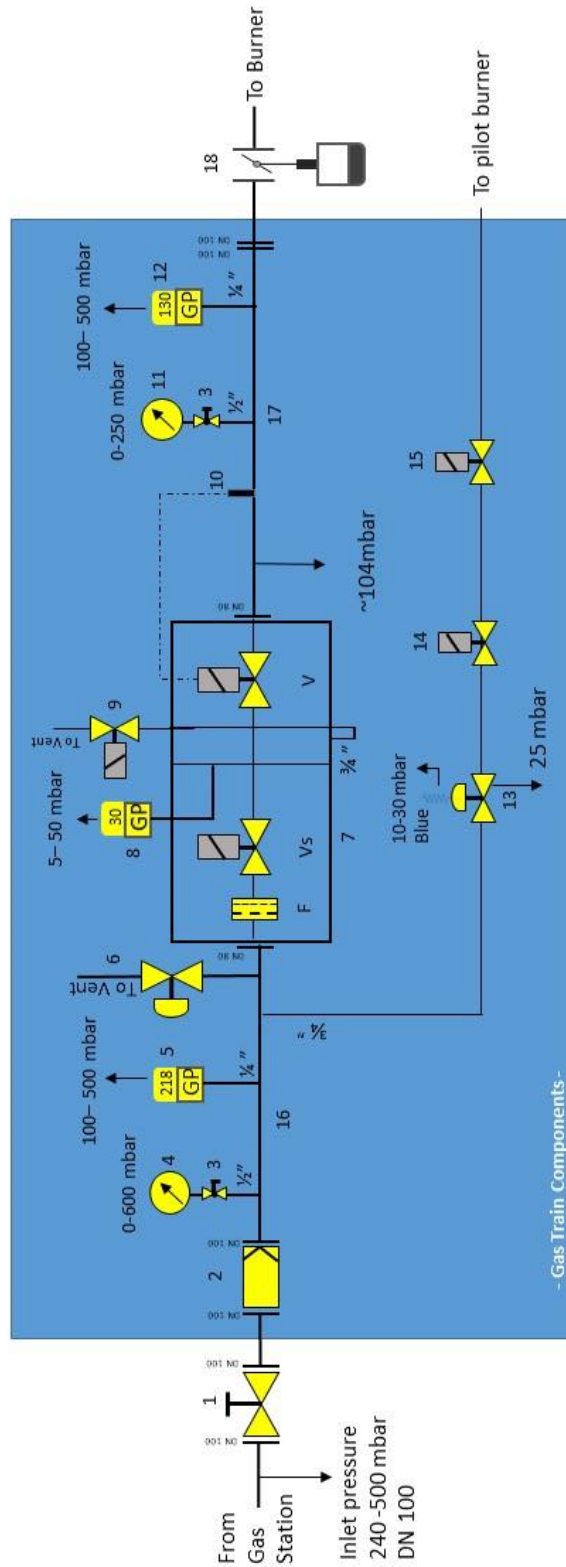 From
Gas
Station
Inlet pressure
240 -500 mbar
DN 100
DN 100
1
DN 100
DN 100
2
DN 100
0-600 mbar
4
3
½”
16
100– 500 mbar
5
218
GP
¼”
To Vent
6
¾”
DN 80
F
Vs
7
5– 50 mbar
30
GP
8
¾”
To Vent
9
V
DN 80
~104mbar
10
0-250 mbar
11
3
½”
17
100– 500 mbar
12
130
GP
¼”
DN 100
DN 100
18
To Burner
10-30 mbar
Blue
13
25 mbar
14
15
To pilot burner
- Gas Train Components -